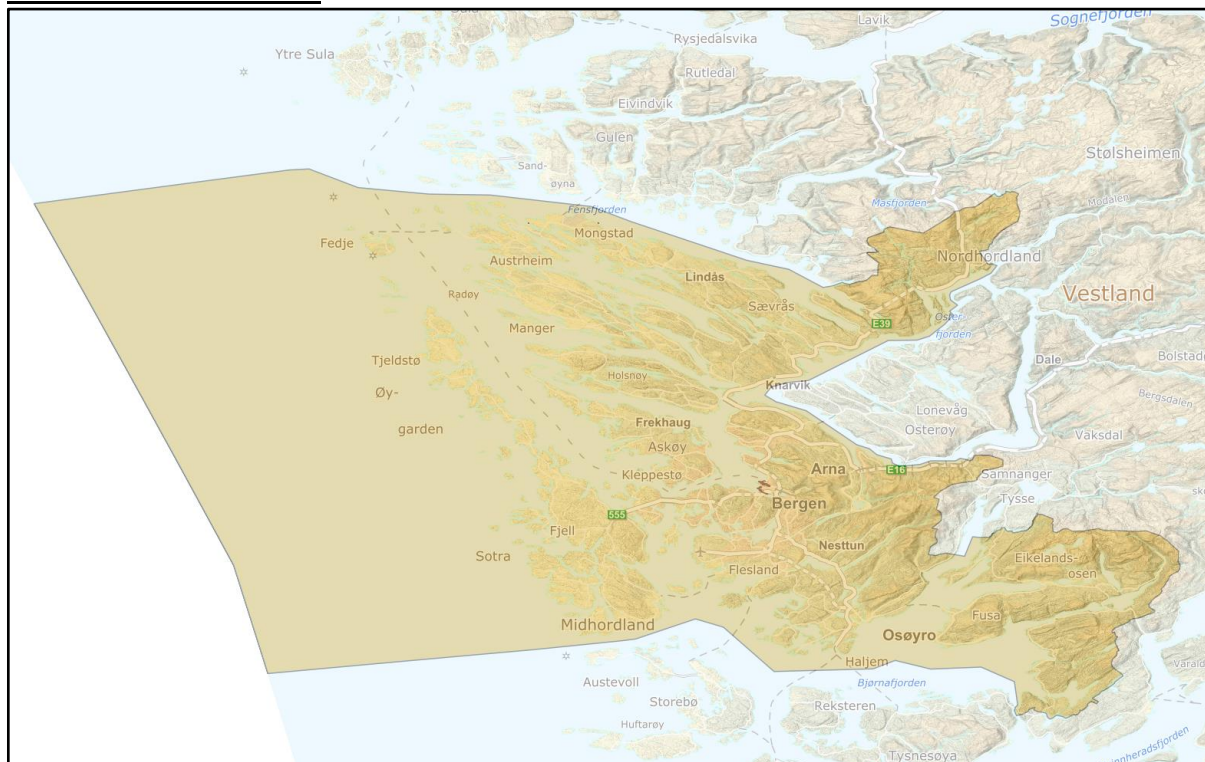 Lavik
Sognefjorden
Rysjedalsvika
Ytre Sula
Rutledal
Eivindvik
Gulen
Stølsheimen
Sand-
øyna
Masfjorden
Modalen
Fensfjorden
Mongstad
Fedje
Nordhordland
Austrheim
Lindås
Radøy
Vestland
Sævrås
Oster-
fjorden
E39
Manger
Tjeldstø
Dale
Bolstad
Holsnøy
Knarvik
Øy-
garden
Bergsdalen
Lonevåg
Osterøy
Frekhaug
Vaksdal
Askøy
Arna
E16
Kleppestø
Samnanger
Tysse
Bergen
555
Fjell
Nesttun
Sotra
Eikelands-
osen
Flesland
Fusa
Midhordland
Osøyro
Haljem
Bjørnafjorden
Austevoll
Storebø
Reksteren
Huftarøy
Tysnesøya